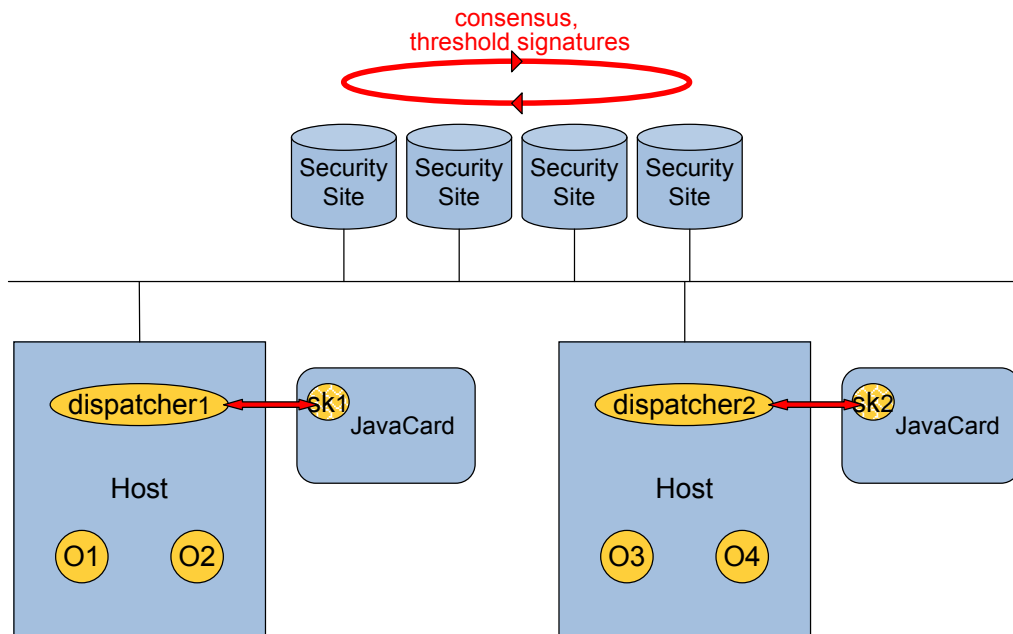 consensus,
threshold signatures
Security
Site
Security
Site
Security
Site
Security
Site
dispatcher1
sk1
JavaCard
Host
O1
O2
dispatcher2
sk2
JavaCard
Host
O3
O4